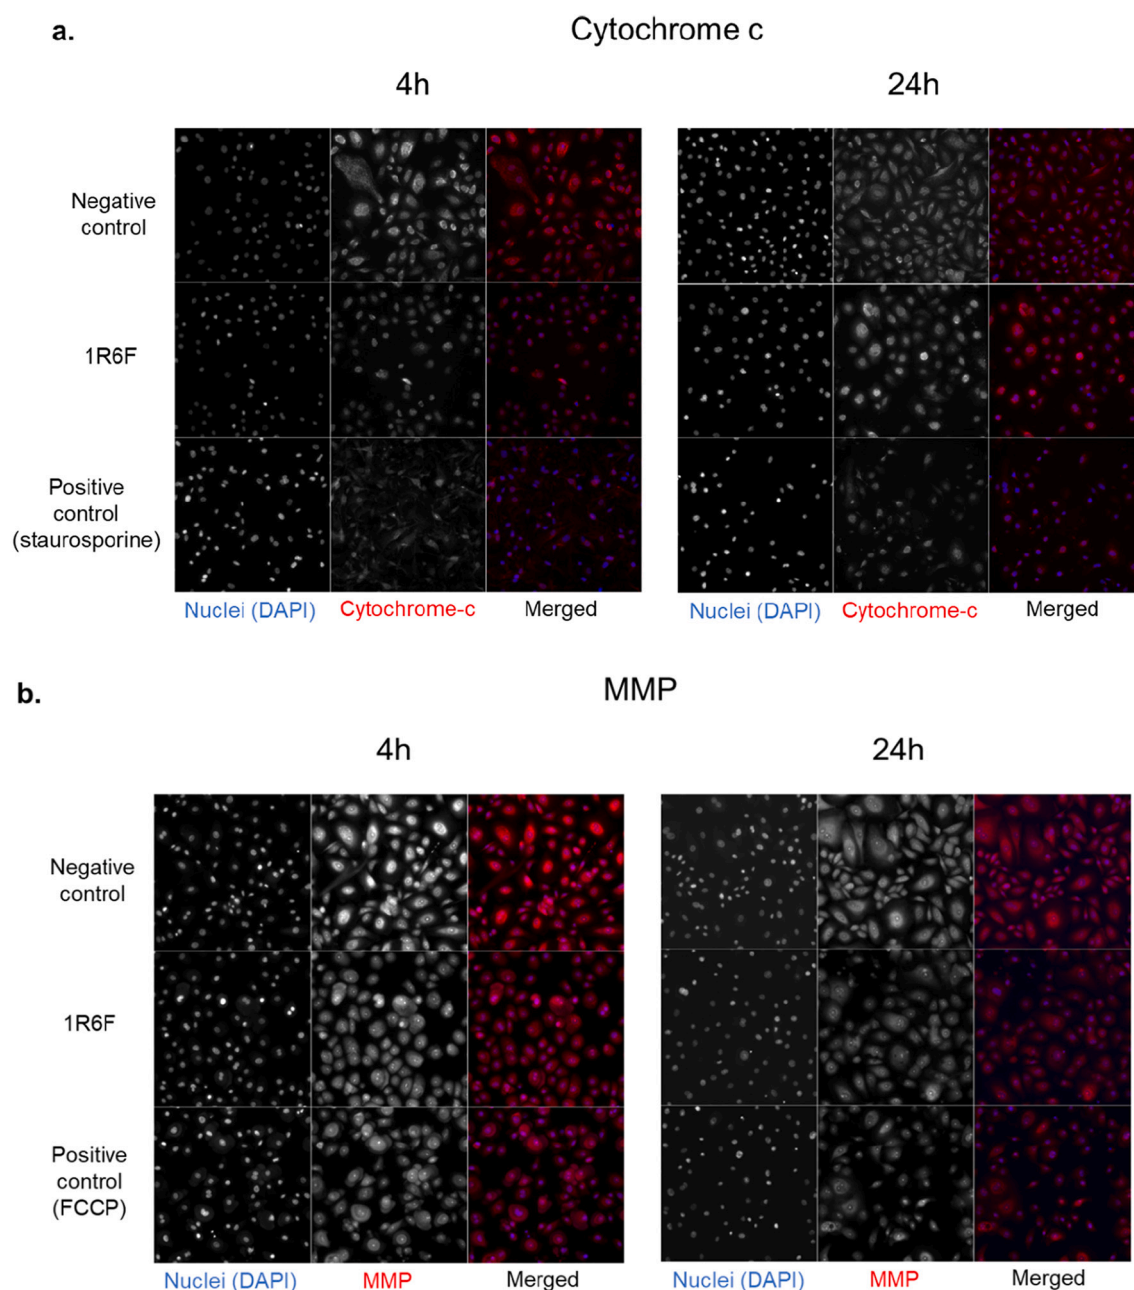 a.
Cytochrome c
4h
24h
Negative
control
1R6F
Positive
control
(staurosporine)
Nuclei (DAPI)
Cytochrome-c
Merged
Nuclei (DAPI)
Cytochrome-c
Merged
b.
MMP
4h
24h
Negative
control
1R6F
Positive
control
(FCCP)
Nuclei (DAPI)
MMP
Merged
Nuclei (DAPI)
MMP
Merged